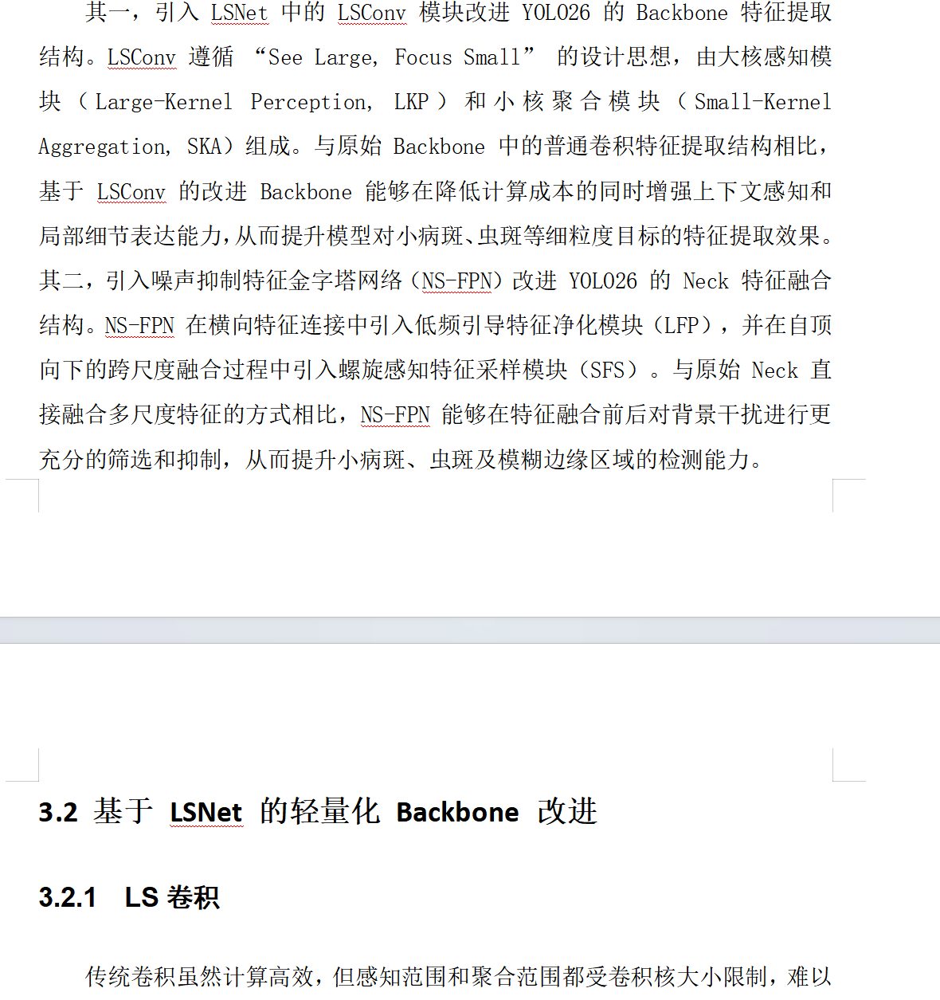 其一，引入 LSNet 中的 LSConv 模块改进 YOLO26 的 Backbone 特征提取
结构。LSConv 遵循 “See Large, Focus Small” 的设计思想，由大核感知模
块（Large-Kernel Perception, LKP）和小核聚合模块（Small-Kernel
Aggregation, SKA）组成。与原始 Backbone 中的普通卷积特征提取结构相比，
基于 LSConv 的改进 Backbone 能够在降低计算成本的同时增强上下文感知和
局部细节表达能力，从而提升模型对小病斑、虫斑等细粒度目标的特征提取效果。
其二，引入噪声抑制特征金字塔网络（NS-FPN）改进 YOLO26 的 Neck 特征融合
结构。NS-FPN 在横向特征连接中引入低频引导特征净化模块（LFP），并在自顶
向下的跨尺度融合过程中引入螺旋感知特征采样模块（SFS）。与原始 Neck 直
接融合多尺度特征的方式相比，NS-FPN 能够在特征融合前后对背景干扰进行更
充分的筛选和抑制，从而提升小病斑、虫斑及模糊边缘区域的检测能力。
3.2 基于 LSNet 的轻量化 Backbone 改进
3.2.1 LS 卷积
传统卷积虽然计算高效，但感知范围和聚合范围都受卷积核大小限制，难以